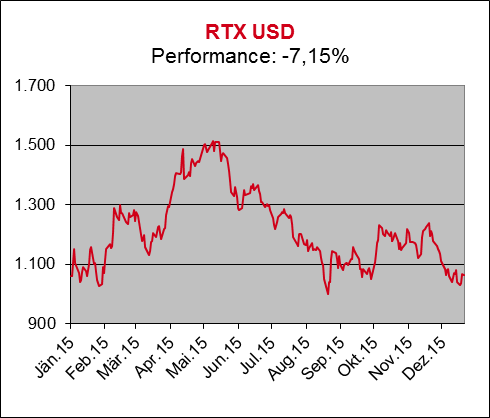 RTX USD
Performance: -7,15%
1.700
1.500
1.300
1.100
900
Jän.15
Feb.15
Mär.15
Apr.15
Mai.15
Jun.15
Jul.15
Aug.15
Sep.15
Okt.15
Nov.15
Dez.15